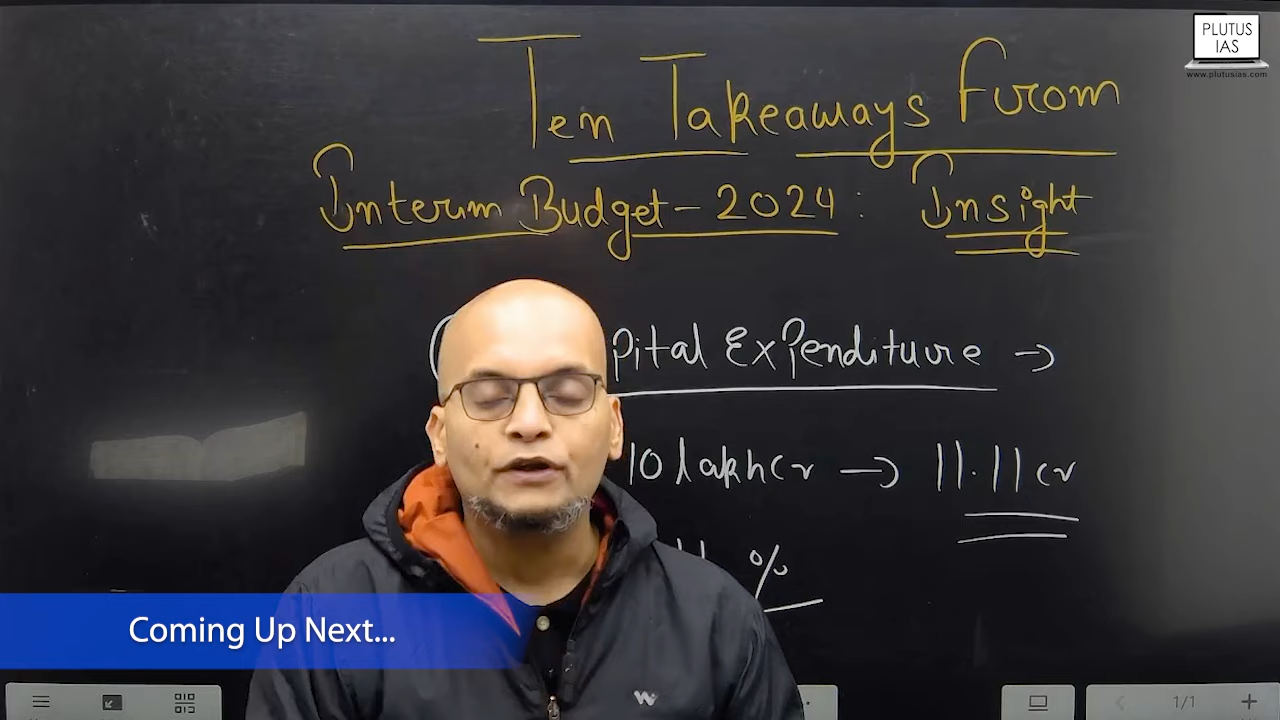 PLUTUS
IAS
www.plutusias.com
Ten Takeaways From
Interim Budget-2024: Insight
pital Expenditure →
10 lakh Cr → 11.11 Cr
%
Coming Up Next...
1/1